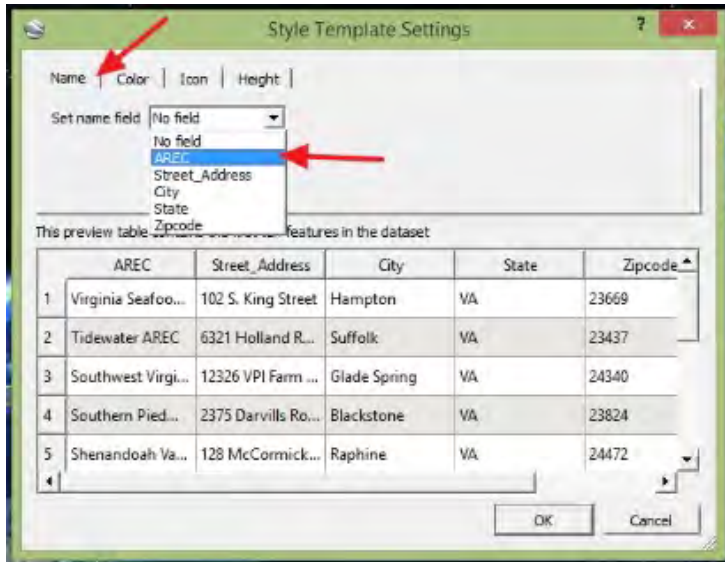 Style Template Settings ?
Name Color Icon Height
Set name field No field
No field
AREC
Street_Address
City
State
Zipcode
This preview table features in the dataset
AREC Street_Address City State Zipcode
1 Virginia Seafoo... 102 S. King Street Hampton VA 23669
2 Tidewater AREC 6321 Holland R... Suffolk VA 23437
3 Southwest Virgi... 12326 VPI Farm ... Glade Spring VA 24340
4 Southern Pied... 2375 Darvills Ro... Blackstone VA 23824
5 Shenandoah Va... 128 McCormick... Raphine VA 24472
OK Cancel